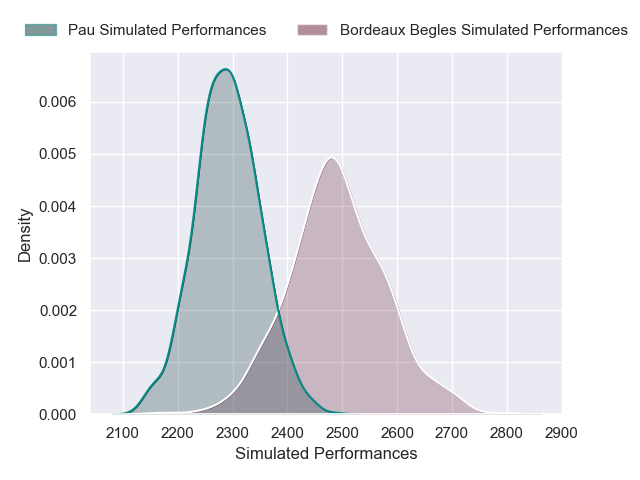 Pau Simulated Performances
Bordeaux Begles Simulated Performances
0.006
0.005
0.004
0.003
0.002
0.001
0.000
Density
2100 2200 2300 2400 2500 2600 2700 2800 2900
Simulated Performances